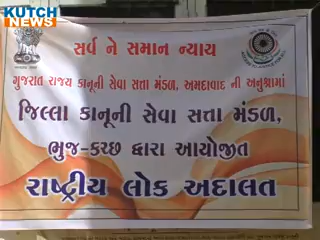 KUTCH
NEWS
સર્વ ને સમાન ન્યાય
ગુજરાત રાજ્ય કાનૂની સેવા સત્તા મંડળ, અમદાવાદ ની અનુશ્રામાં
જિલ્લા કાનૂની સેવા સત્તા મંડળ,
ભુજ-કચ્છ દ્વારા આયોજીત
રાષ્ટ્રીય લોક અદાલત